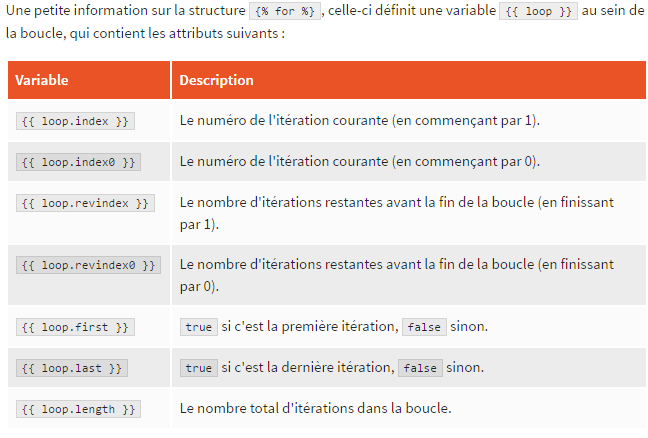 Une petite information sur la structure {% for %}, celle-ci définit une variable {{ loop }} au sein de
la boucle, qui contient les attributs suivants :
Variable Description
{{ loop.index }} Le numéro de l'itération courante (en commençant par 1).
{{ loop.index0 }} Le numéro de l'itération courante (en commençant par 0).
{{ loop.revindex }} Le nombre d'itérations restantes avant la fin de la boucle (en finissant
par 1).
{{ loop.revindex0 }} Le nombre d'itérations restantes avant la fin de la boucle (en finissant
par 0).
{{ loop.first }} true si c'est la première itération, false sinon.
{{ loop.last }} true si c'est la dernière itération, false sinon.
{{ loop.length }} Le nombre total d'itérations dans la boucle.